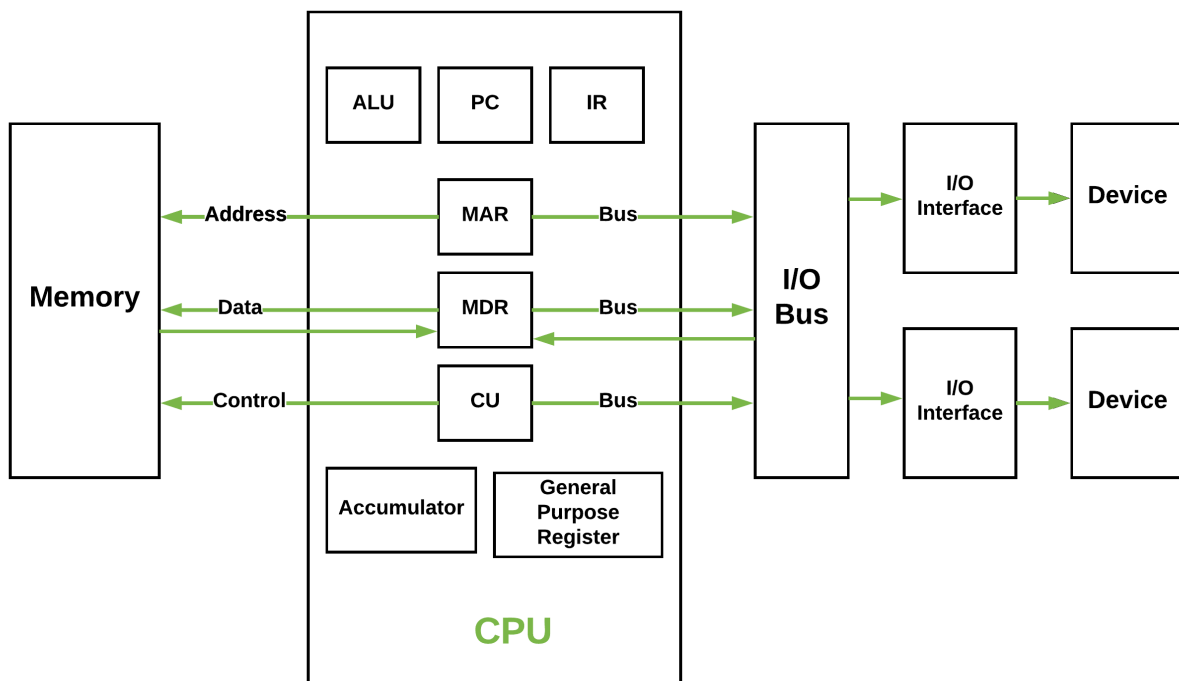 ALU
PC
IR
Memory
Address
MAR
Bus
Data
MDR
Bus
Control
CU
Bus
Accumulator
General
Purpose
Register
CPU
I/O
Bus
I/O
Interface
Device
I/O
Interface
Device